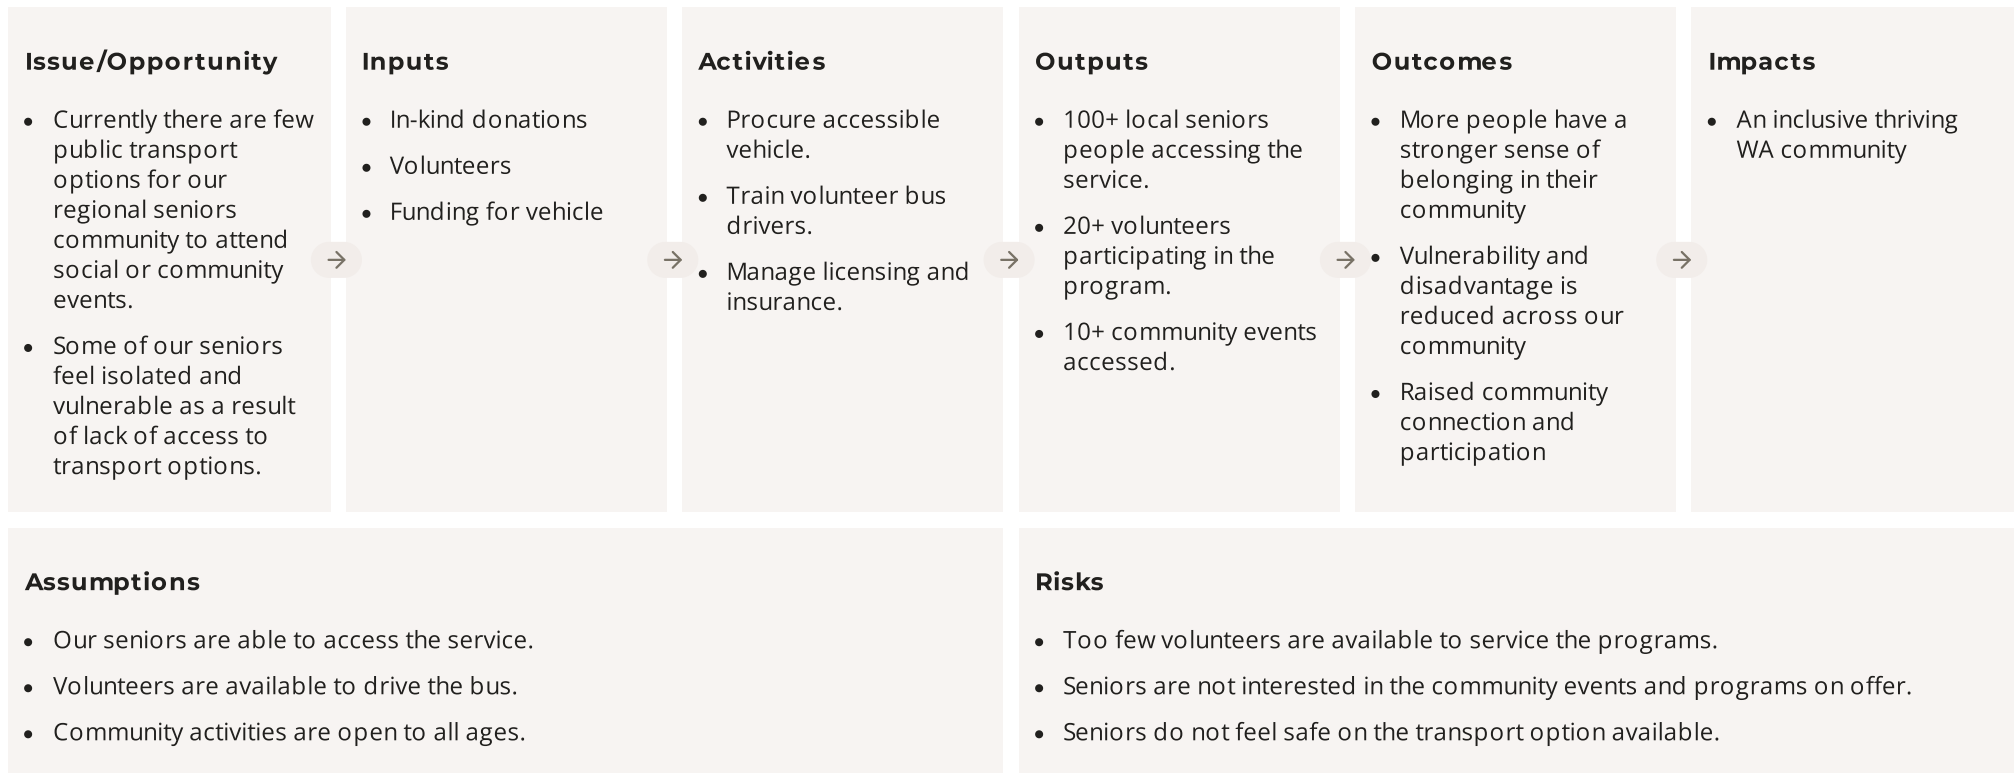 Issue/Opportunity
• Currently there are few
public transport
options for our
regional seniors
community to attend
social or community
events.
• Some of our seniors
feel isolated and
vulnerable as a result
of lack of access to
transport options.
→
Inputs
• In-kind donations
• Volunteers
• Funding for vehicle
→
Activities
• Procure accessible
vehicle.
• Train volunteer bus
drivers.
• Manage licensing and
insurance.
→
Outputs
• 100+ local seniors
people accessing the
service.
• 20+ volunteers
participating in the
program.
• 10+ community events
accessed.
→
Outcomes
• More people have a
stronger sense of
belonging in their
community
• Vulnerability and
disadvantage is
reduced across our
community
• Raised community
connection and
participation
→
Impacts
• An inclusive thriving
WA community
Assumptions
• Our seniors are able to access the service.
• Volunteers are available to drive the bus.
• Community activities are open to all ages.
Risks
• Too few volunteers are available to service the programs.
• Seniors are not interested in the community events and programs on offer.
• Seniors do not feel safe on the transport option available.